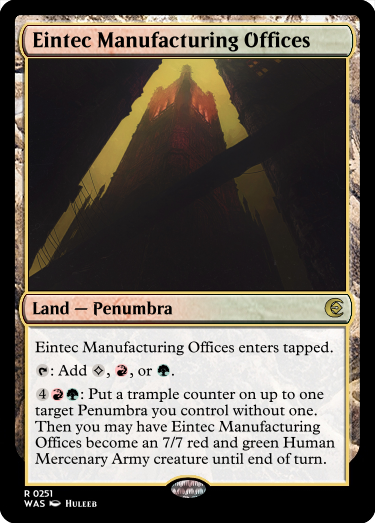 Eintec Manufacturing Offices
Land — Penumbra
Eintec Manufacturing Offices enters tapped.
: Add , , or .
4 : Put a trample counter on up to one
target Penumbra you control without one.
Then you may have Eintec Manufacturing
Offices become an 7/7 red and green Human
Mercenary Army creature until end of turn.
R 0251
WAS Huleeb